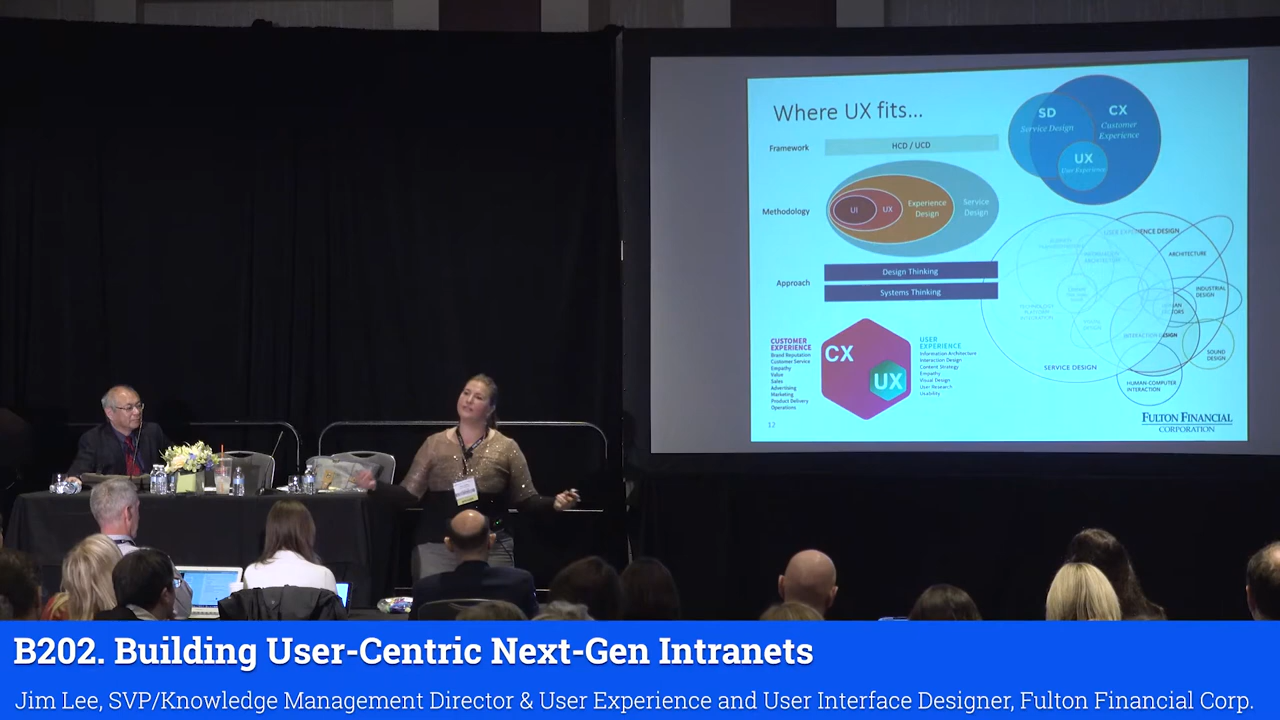 Where UX fits...
Framework
HCD / UCD
Methodology
UI
UX
Experience
Design
Service
Design
Approach
Design Thinking
Systems Thinking
CUSTOMER
EXPERIENCE
Brand Reputation
Customer Service
Empathy
Value
Sales
Advertising
Marketing
Product Delivery
Operations
CX
UX
USER
EXPERIENCE
Information Architecture
Interaction Design
Content Strategy
Empathy
Visual Design
User Research
Usability
12
SD
Service Design
CX
Customer
Experience
UX
User Experience
USER EXPERIENCE DESIGN
ARCHITECTURE
INDUSTRIAL
DESIGN
HUMAN
FACTORS
INTERACTION DESIGN
SOUND
DESIGN
SERVICE DESIGN
HUMAN-COMPUTER
INTERACTION
FULTON FINANCIAL
CORPORATION
B202. Building User-Centric Next-Gen Intranets
Jim Lee, SVP/Knowledge Management Director & User Experience and User Interface Designer, Fulton Financial Corp.